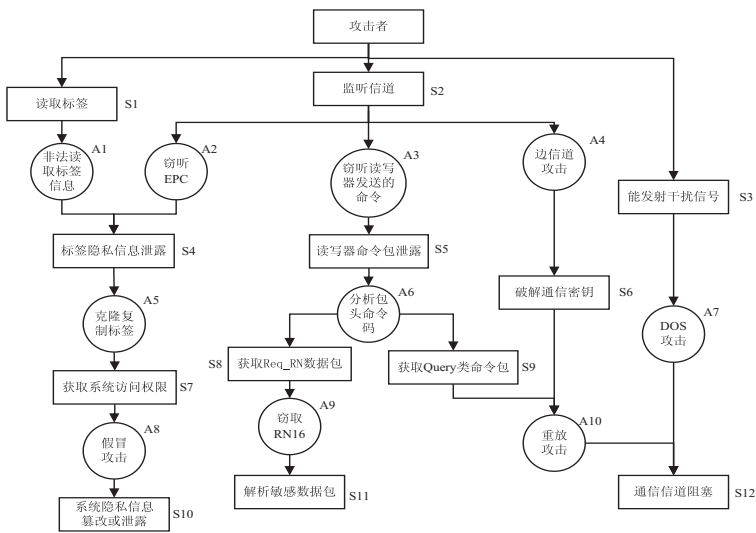 攻击者
读取标签
S1
监听信道
S2
A1
非法读
取标签
信息
A2
窃听
EPC
A3
窃听读写
器发送的
命令
A4
边信道
攻击
能发射干扰信号
S3
标签隐私信息泄露
S4
读写器命令包泄露
S5
破解通信密钥
S6
A5
克隆复
制标签
A6
分析包
头命令
码
A7
DOS
攻击
S8
获取Req_RN数据包
获取Query类命令包
S9
获取系统访问权限
S7
A8
假冒
攻击
A9
窃取
RN16
A10
重放
攻击
系统隐私信息
篡改或泄露
S10
解析敏感数据包
S11
通信信道阻塞
S12